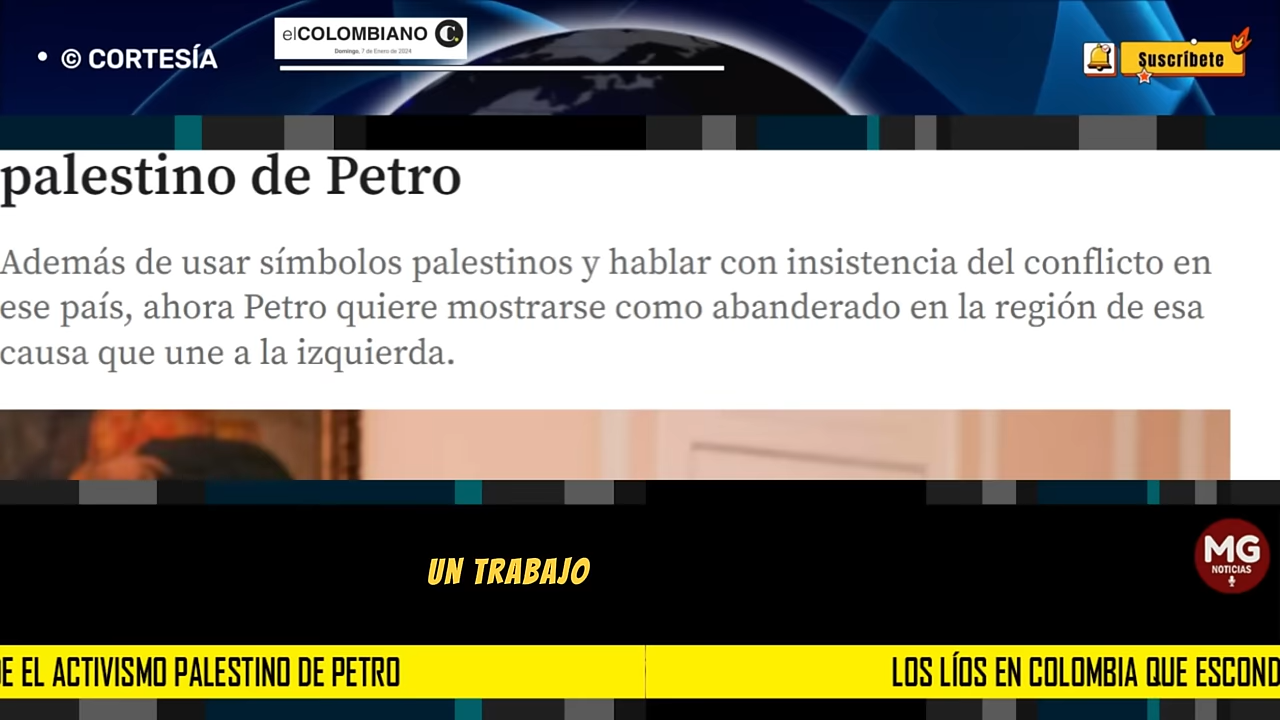 • © CORTESÍA
elCOLOMBIANO C
Domingo, 7 de Enero de 2024
Suscríbete
palestino de Petro
Además de usar símbolos palestinos y hablar con insistencia del conflicto en
ese país, ahora Petro quiere mostrarse como abanderado en la región de esa
causa que une a la izquierda.
UN TRABAJO
MG
NOTICIAS
DE EL ACTIVISMO PALESTINO DE PETRO
LOS LÍOS EN COLOMBIA QUE ESCOND